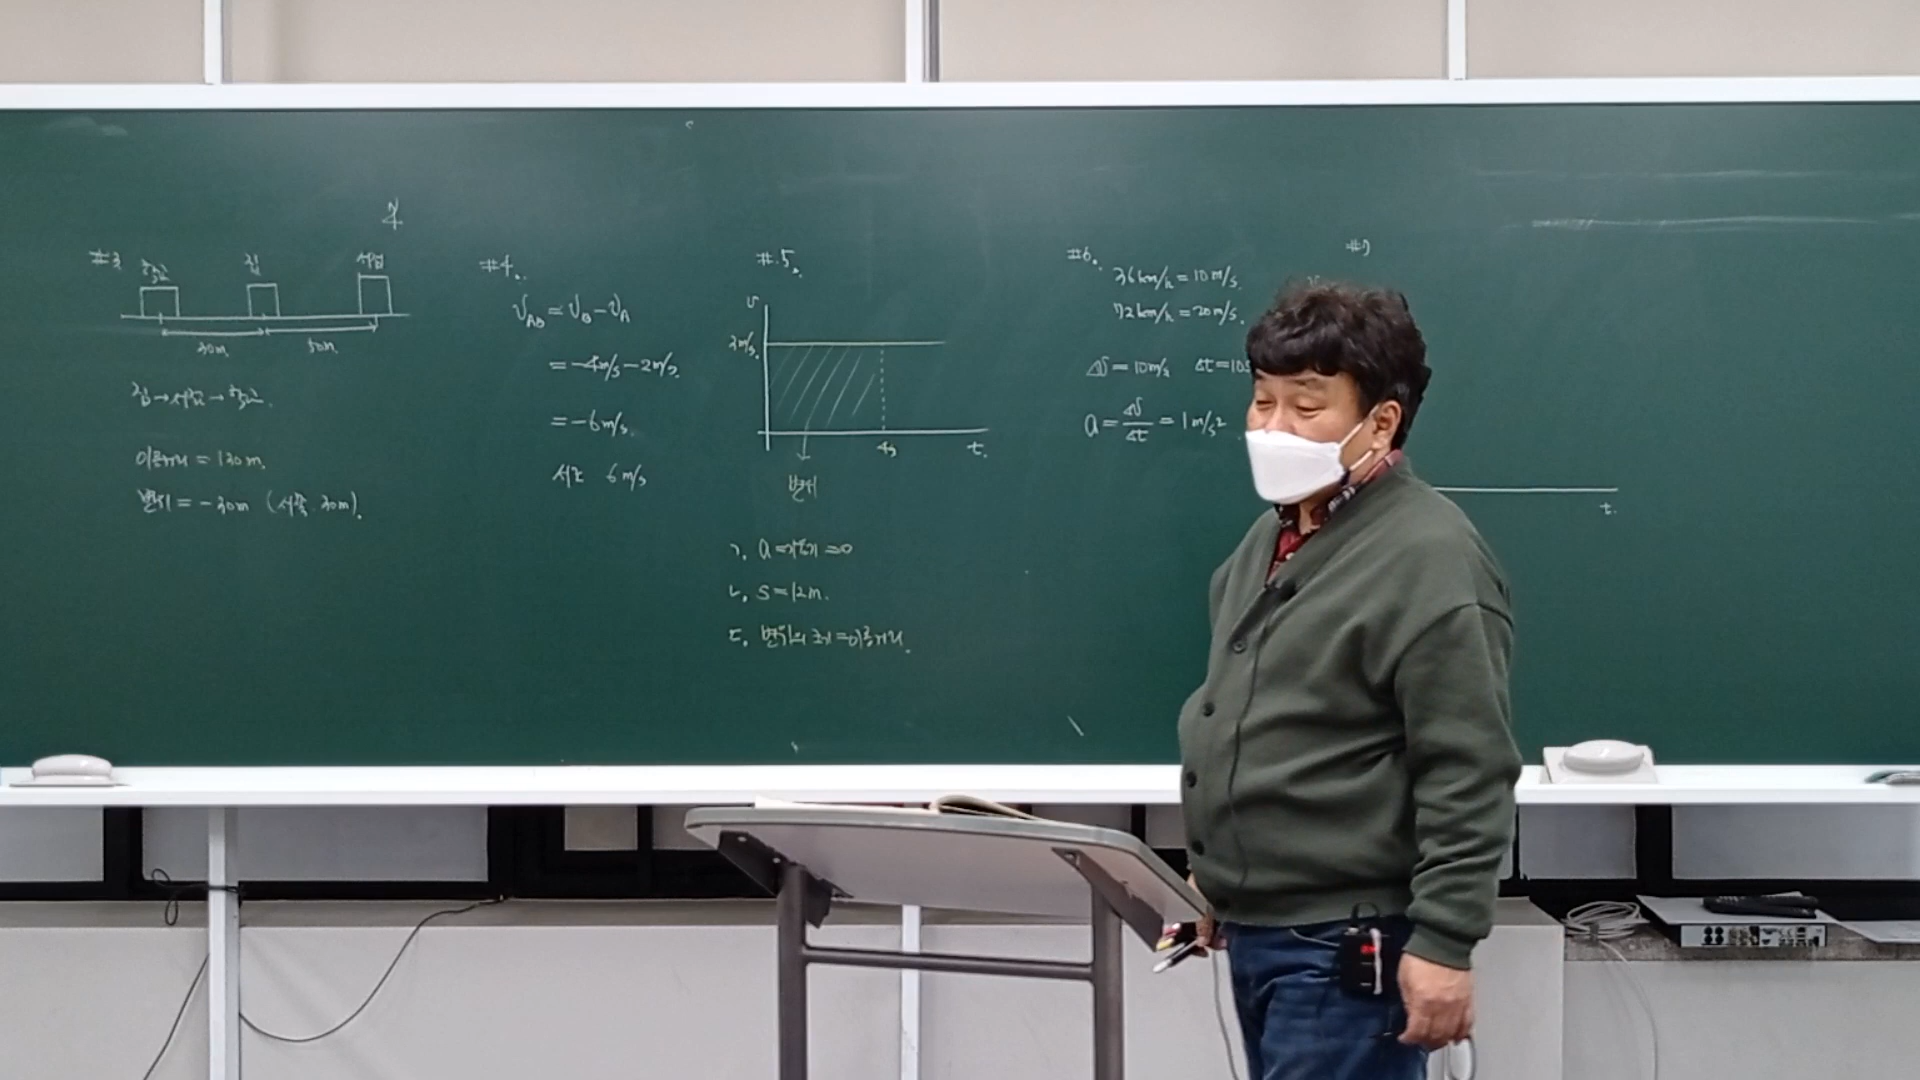 #3. 학교 집 서점
30m 50m
집→서점→학교.
이동거리 = 130m.
변위 = -30m (서쪽 30m).
#4.
V_AB = V_B - V_A
= -4m/s - 2m/s.
= -6m/s.
서쪽 6m/s
#.5.
v
3m/s.
4s t.
변위
ㄱ. a=기울기=0
ㄴ. S=12m.
ㄷ. 변위의 크기=이동거리.
#6.
36km/h = 10m/s.
72km/h = 20m/s.
Δv = 10m/s Δt = 10s
a = Δv/Δt = 1m/s²
#7
t.